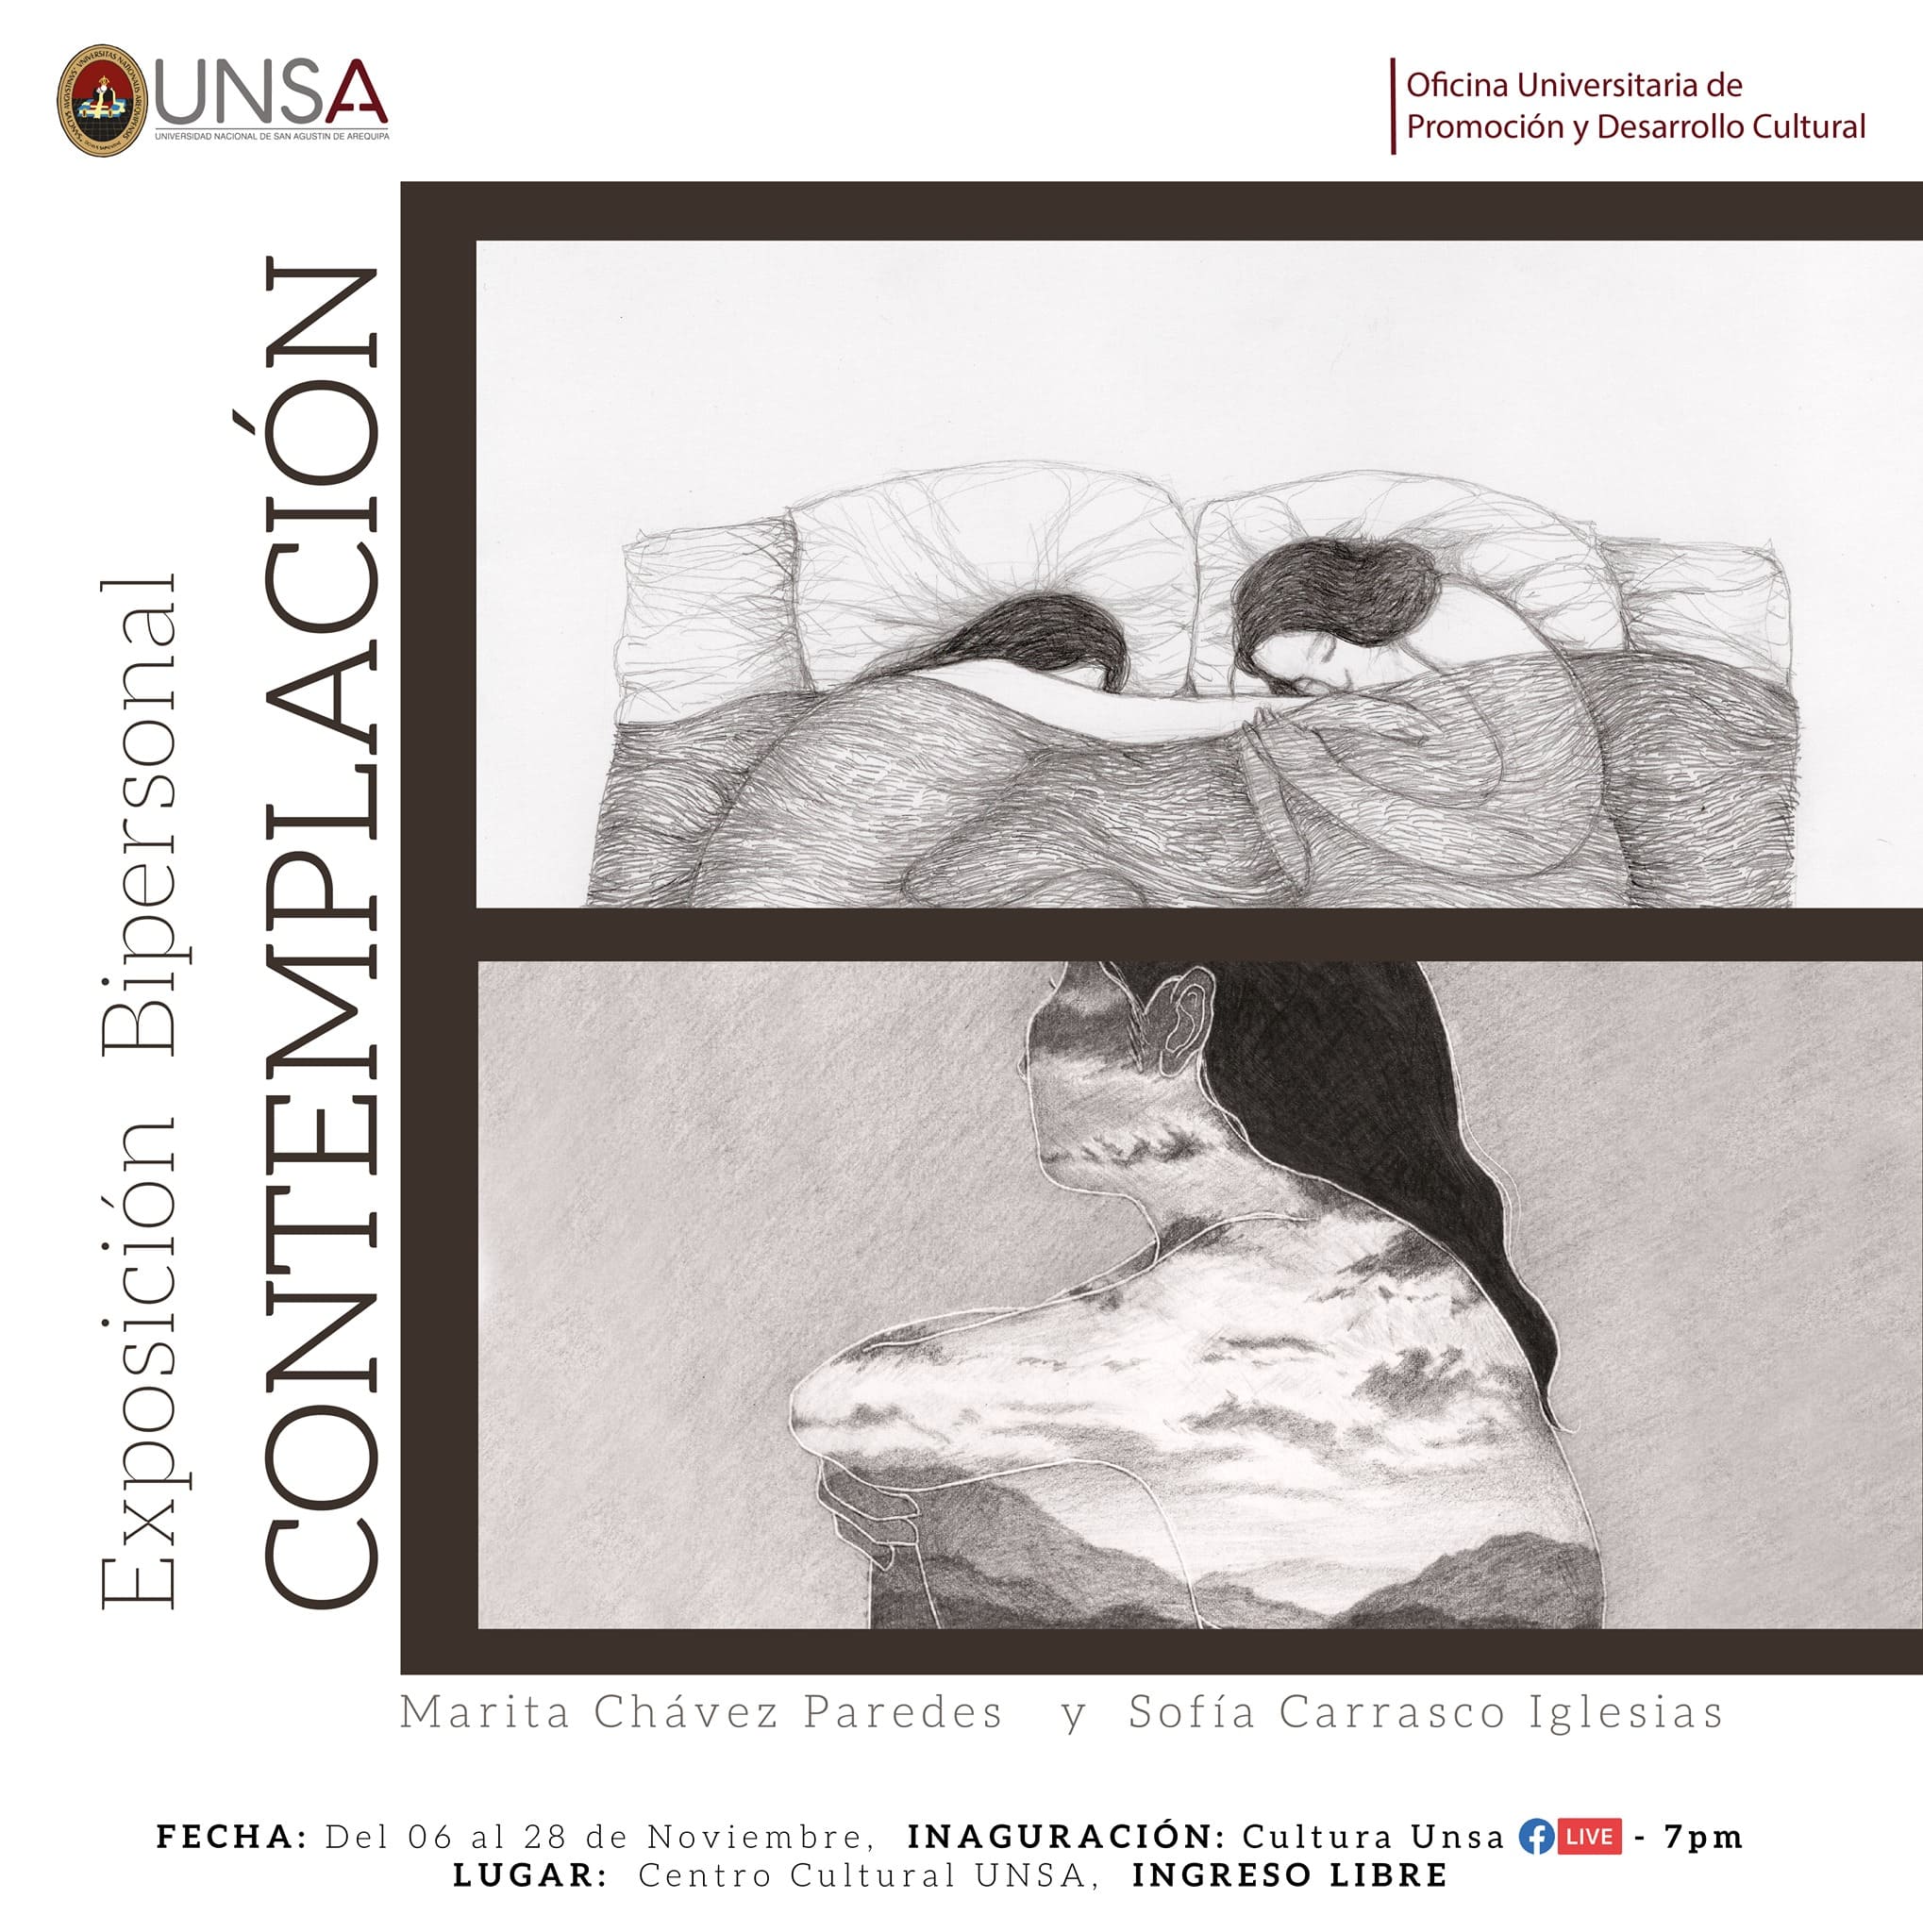 UNSA
UNIVERSIDAD NACIONAL DE SAN AGUSTIN DE AREQUIPA
Oficina Universitaria de
Promoción y Desarrollo Cultural
Exposición Bipersonal
CONTEMPLACIÓN
Marita Chávez Paredes y Sofía Carrasco Iglesias
FECHA: Del 06 al 28 de Noviembre, INAGURACIÓN: Cultura Unsa f LIVE - 7pm
LUGAR: Centro Cultural UNSA, INGRESO LIBRE